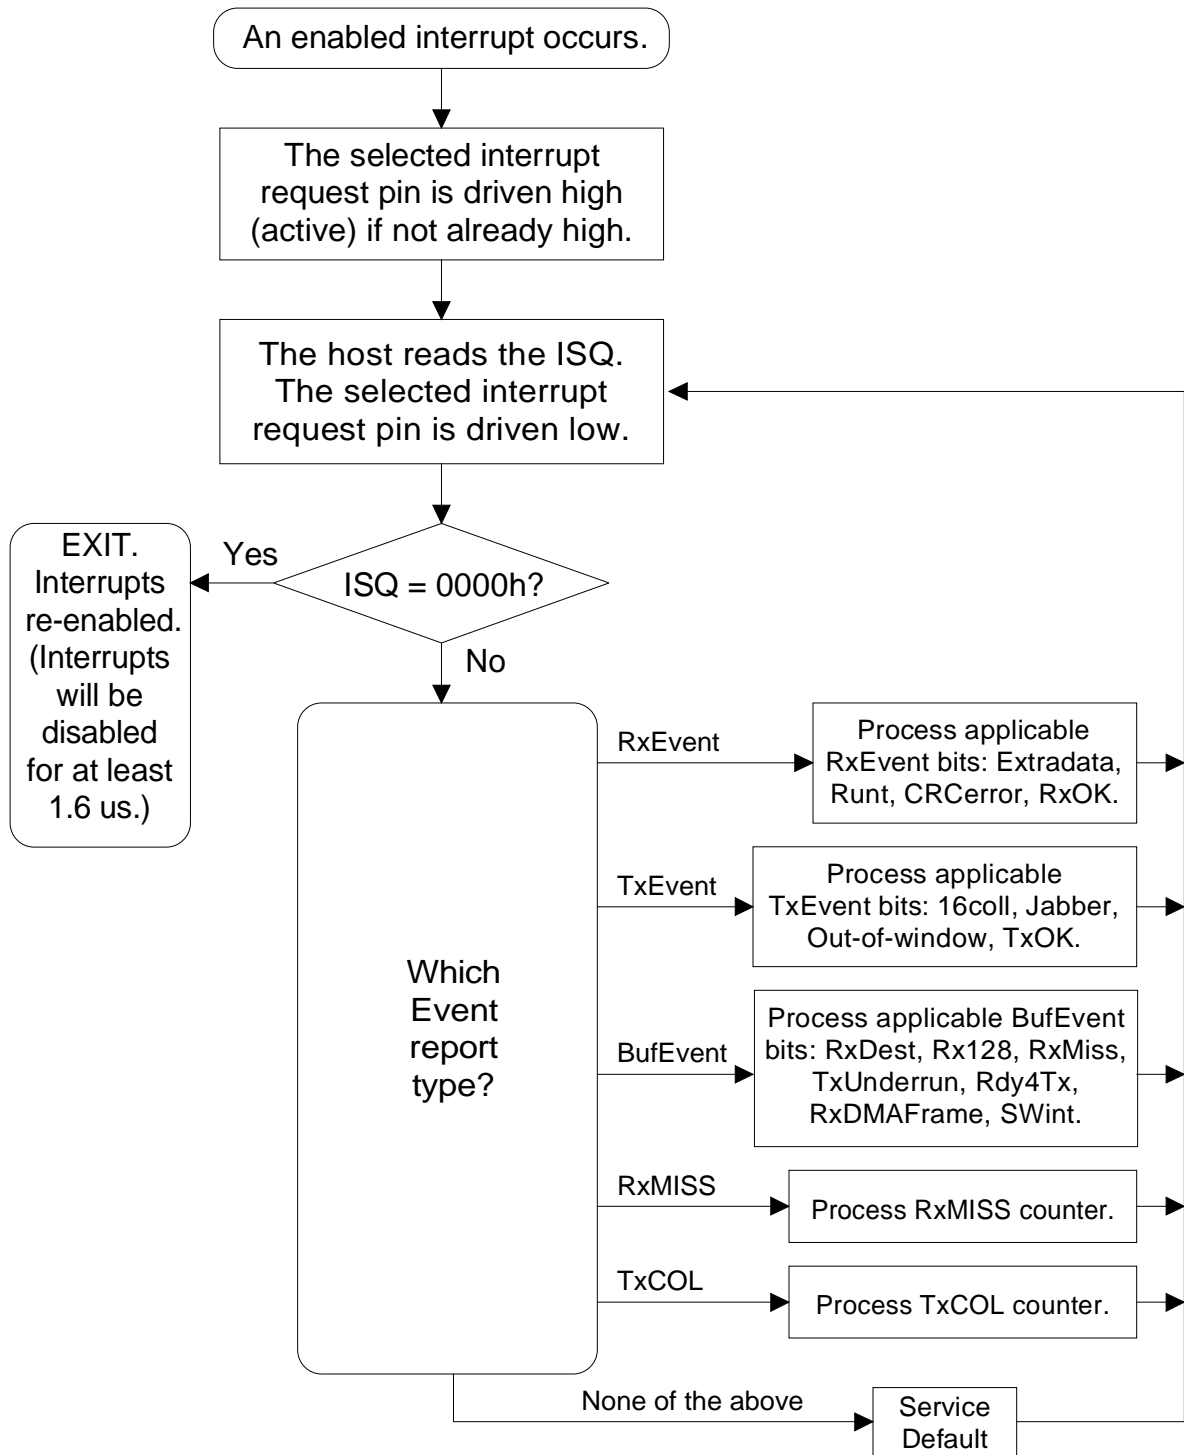 An enabled interrupt occurs.
The selected interrupt
request pin is driven high
(active) if not already high.
The host reads the ISQ.
The selected interrupt
request pin is driven low.
ISQ = 0000h?
Yes
EXIT.
Interrupts
re-enabled.
(Interrupts
will be
disabled
for at least
1.6 us.)
No
Which
Event
report
type?
RxEvent
Process applicable
RxEvent bits: Extradata,
Runt, CRCerror, RxOK.
TxEvent
Process applicable
TxEvent bits: 16coll, Jabber,
Out-of-window, TxOK.
BufEvent
Process applicable BufEvent
bits: RxDest, Rx128, RxMiss,
TxUnderrun, Rdy4Tx,
RxDMAFrame, SWint.
RxMISS
Process RxMISS counter.
TxCOL
Process TxCOL counter.
None of the above
Service
Default